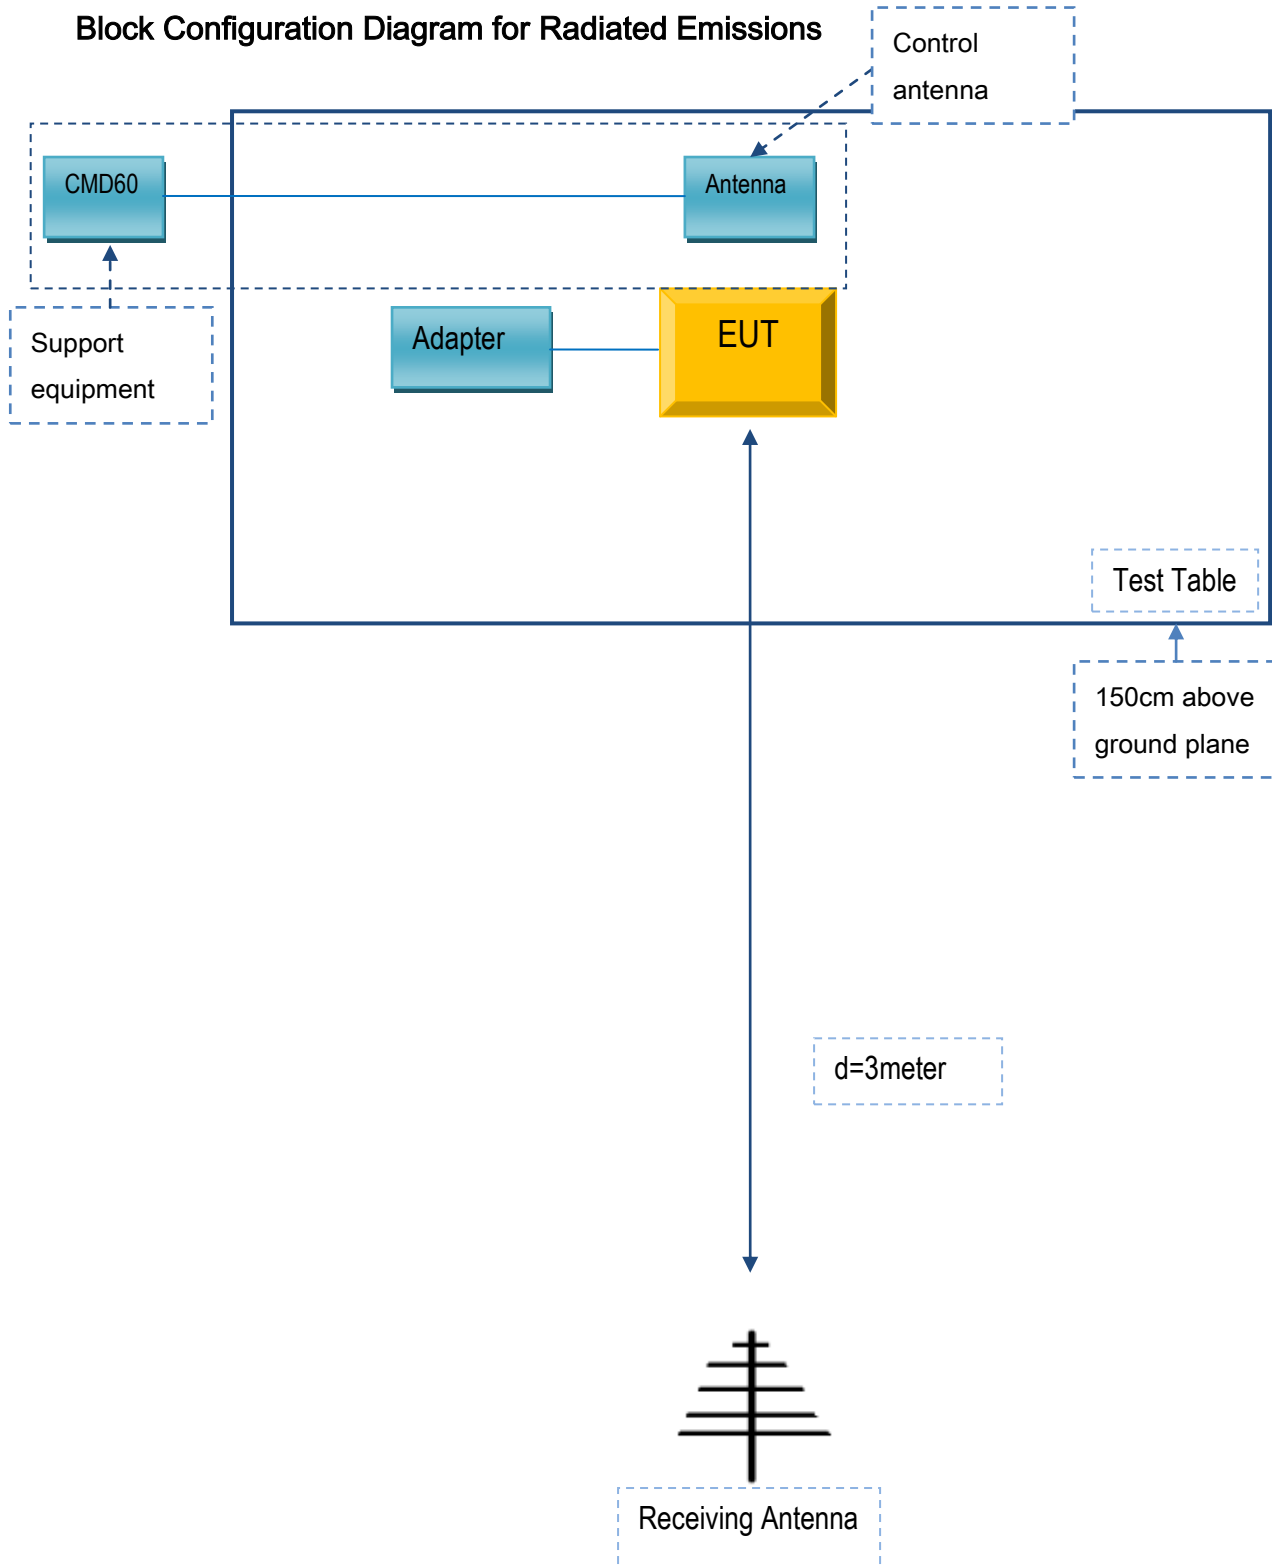 Block Configuration Diagram for Radiated Emissions
Control
antenna
CMD60
Antenna
Support
equipment
Adapter
EUT
Test Table
150cm above
ground plane
d=3meter
Receiving Antenna